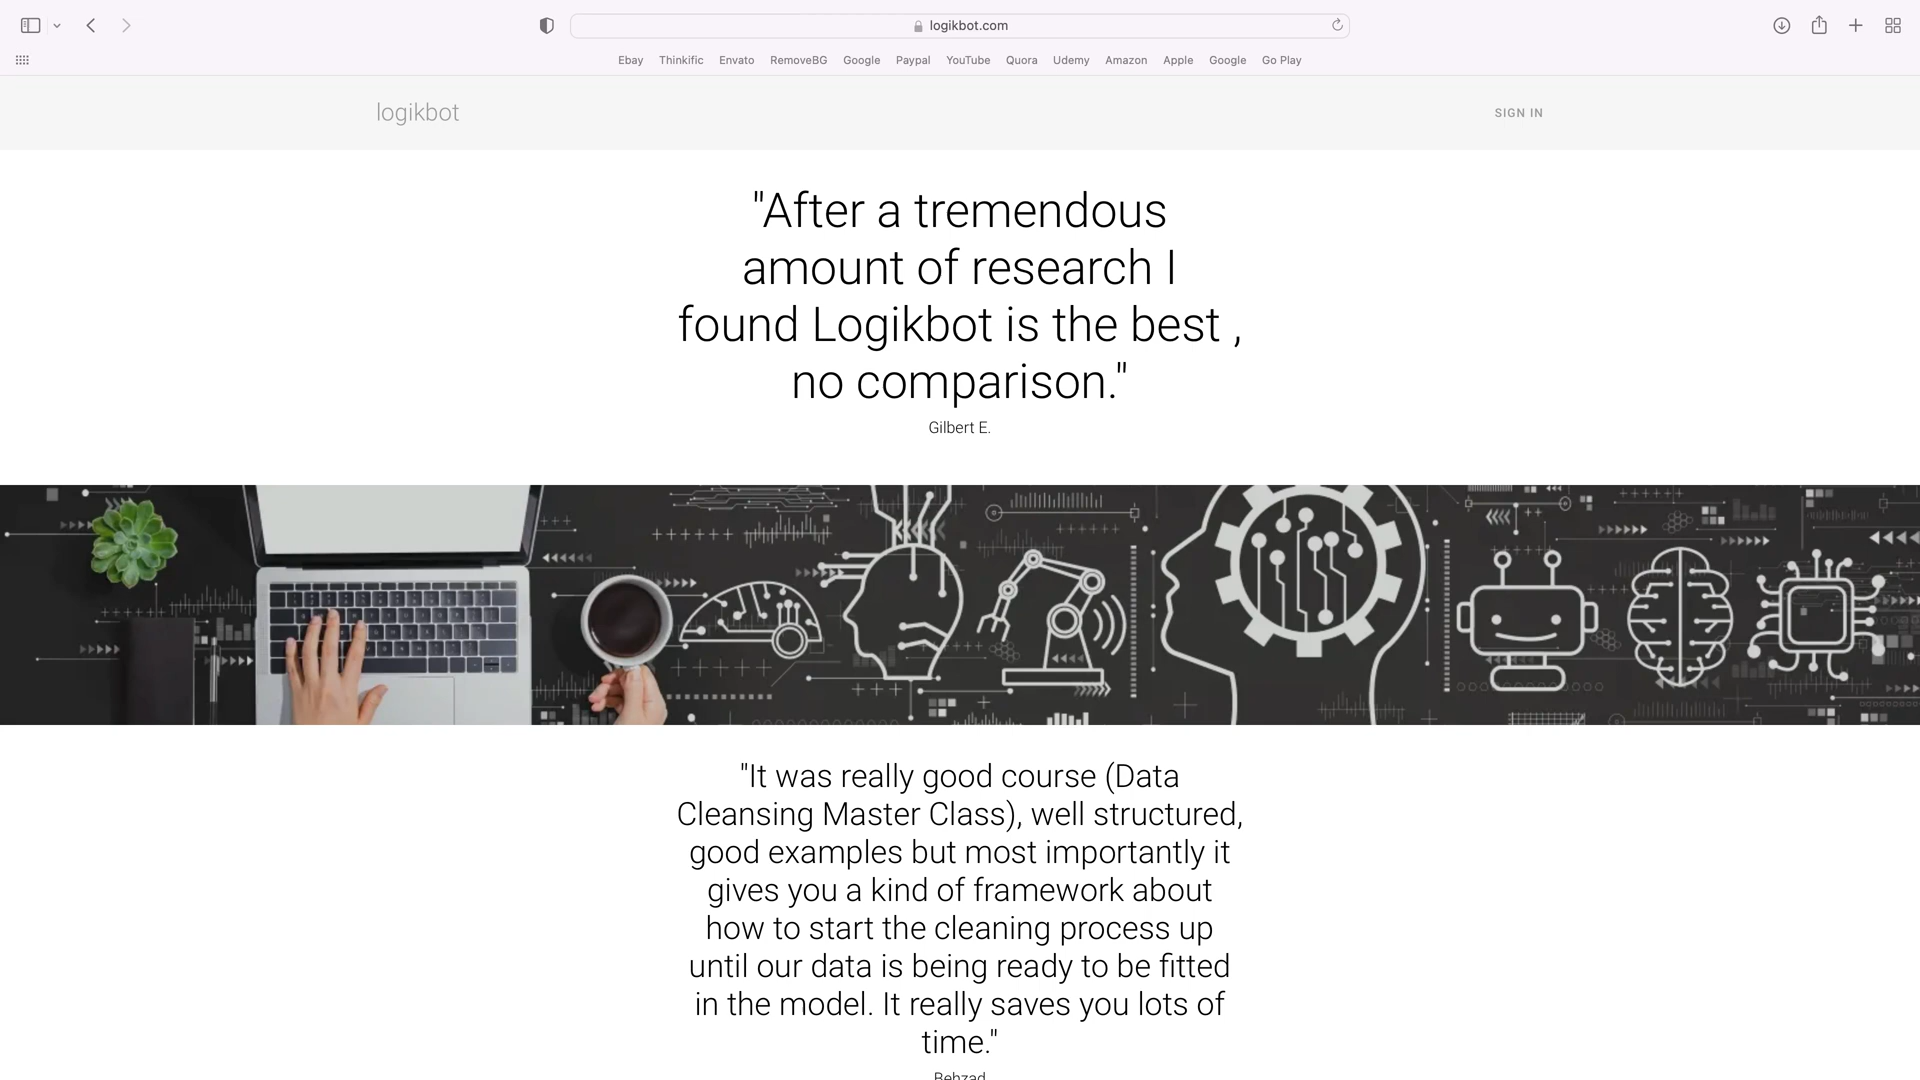 logikbot.com
Ebay Thinkific Envato RemoveBG Google Paypal YouTube Quora Udemy Amazon Apple Google Go Play
logikbot
SIGN IN
"After a tremendous
amount of research I
found Logikbot is the best ,
no comparison."
Gilbert E.
"It was really good course (Data
Cleansing Master Class), well structured,
good examples but most importantly it
gives you a kind of framework about
how to start the cleaning process up
until our data is being ready to be fitted
in the model. It really saves you lots of
time."
Behzad